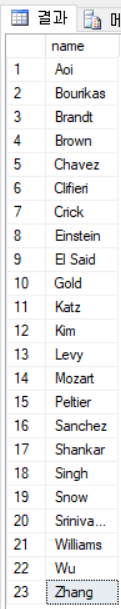 결과 메
name
1 Aoi
2 Bourikas
3 Brandt
4 Brown
5 Chavez
6 Clifieri
7 Crick
8 Einstein
9 El Said
10 Gold
11 Katz
12 Kim
13 Levy
14 Mozart
15 Peltier
16 Sanchez
17 Shankar
18 Singh
19 Snow
20 Sriniva...
21 Williams
22 Wu
23 Zhang